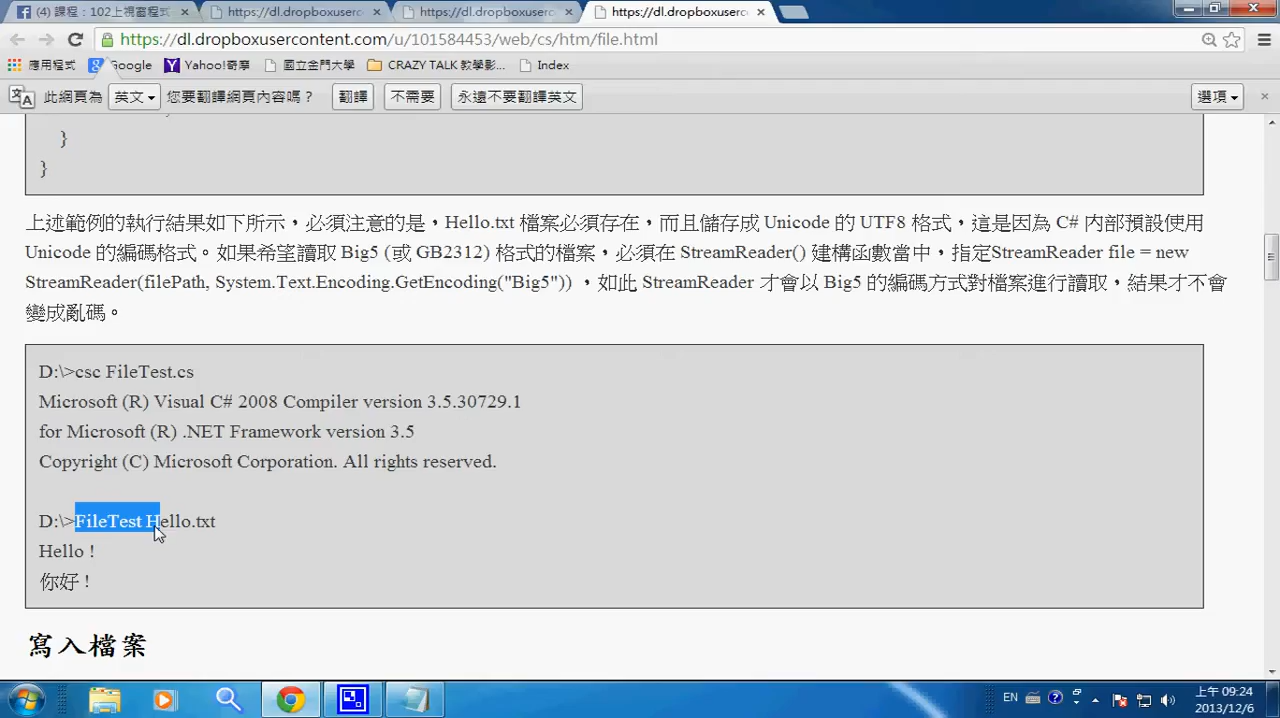 (4) 課程：102上視窗程式
https://dl.dropboxuserc
https://dl.dropboxuserc
https://dl.dropboxuserc
https://dl.dropboxusercontent.com/u/101584453/web/cs/htm/file.html
應用程式
Google
Yahoo!奇摩
國立金門大學
CRAZY TALK 教學影...
Index
此網頁為 英文 您要翻譯網頁內容嗎？ 翻譯 不需要 永遠不要翻譯英文 選項
}
}
上述範例的執行結果如下所示，必須注意的是，Hello.txt 檔案必須存在，而且儲存成 Unicode 的 UTF8 格式，這是因為 C# 內部預設使用
Unicode 的編碼格式。如果希望讀取 Big5 (或 GB2312) 格式的檔案，必須在 StreamReader() 建構函數當中，指定StreamReader file = new
StreamReader(filePath, System.Text.Encoding.GetEncoding("Big5")) ，如此 StreamReader 才會以 Big5 的編碼方式對檔案進行讀取，結果才不會
變成亂碼。
D:\>csc FileTest.cs
Microsoft (R) Visual C# 2008 Compiler version 3.5.30729.1
for Microsoft (R) .NET Framework version 3.5
Copyright (C) Microsoft Corporation. All rights reserved.
D:\>FileTest Hello.txt
Hello !
你好 !
寫入檔案
EN
上午 09:24
2013/12/6